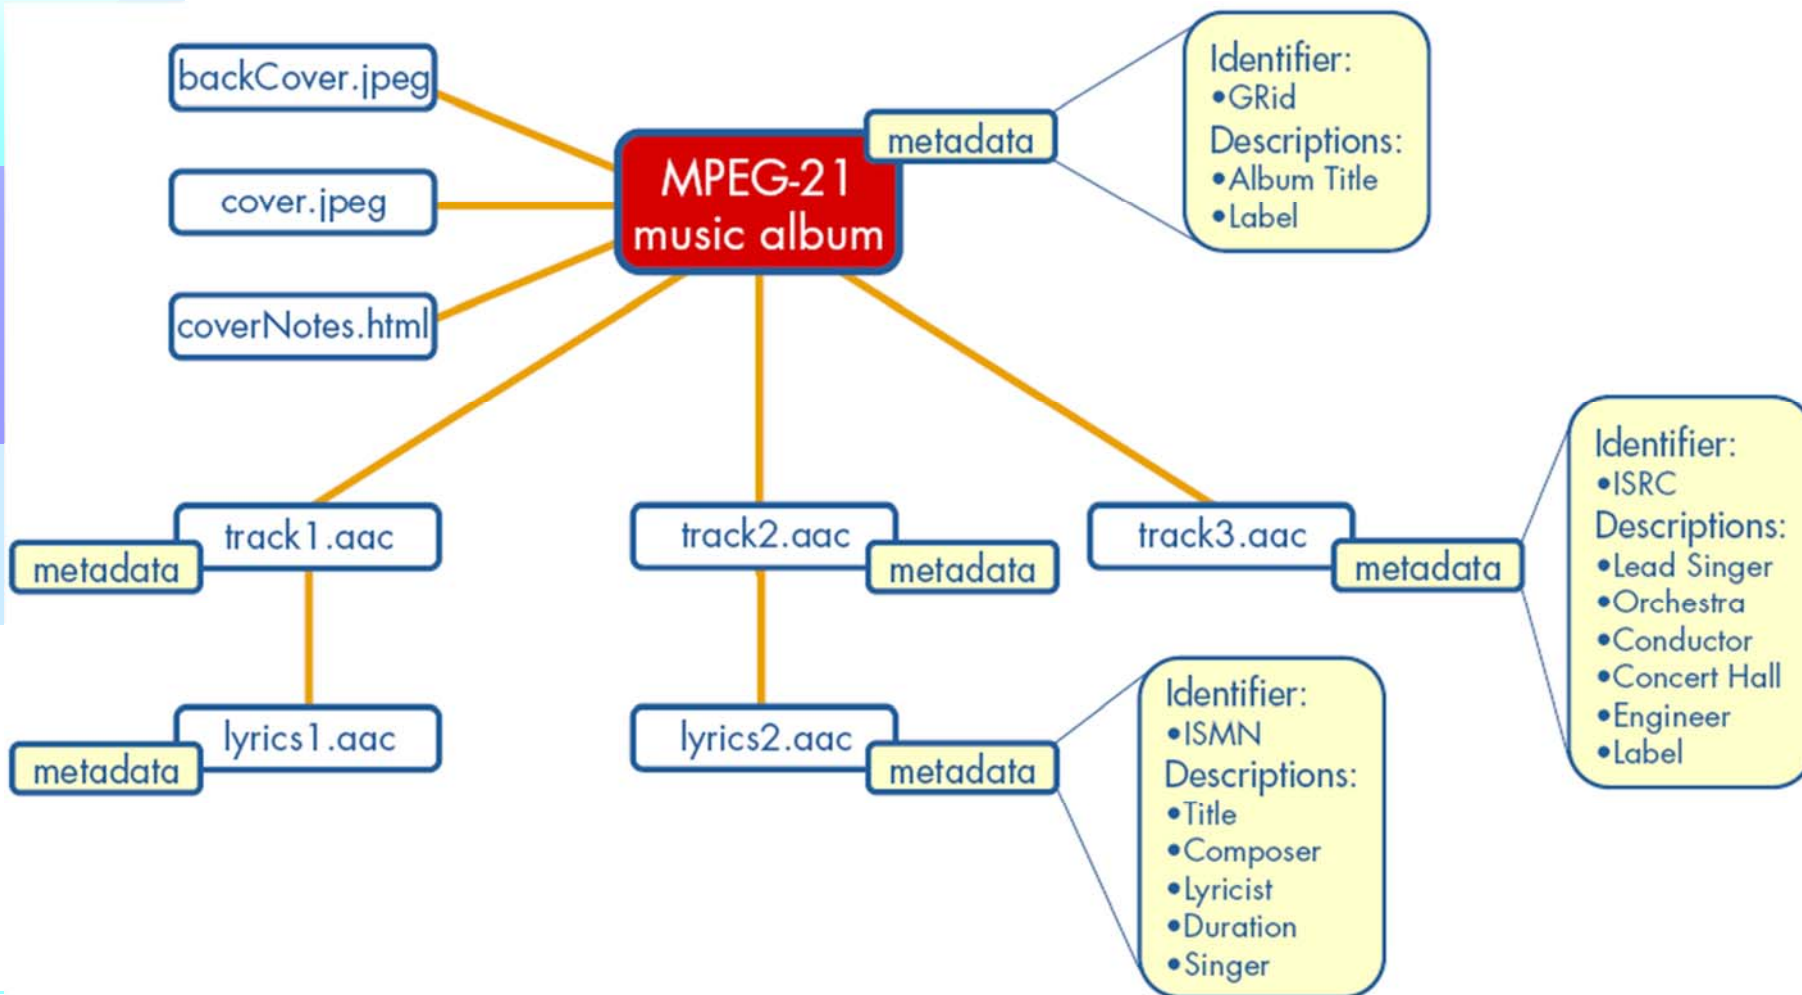 backCover.jpeg
cover.jpeg
coverNotes.html
MPEG-21
music album
metadata
Identifier:
•GRid
Descriptions:
•Album Title
•Label
track1.aac
metadata
lyrics1.aac
metadata
track2.aac
metadata
lyrics2.aac
metadata
Identifier:
•ISMN
Descriptions:
•Title
•Composer
•Lyricist
•Duration
•Singer
track3.aac
metadata
Identifier:
•ISRC
Descriptions:
•Lead Singer
•Orchestra
•Conductor
•Concert Hall
•Engineer
•Label